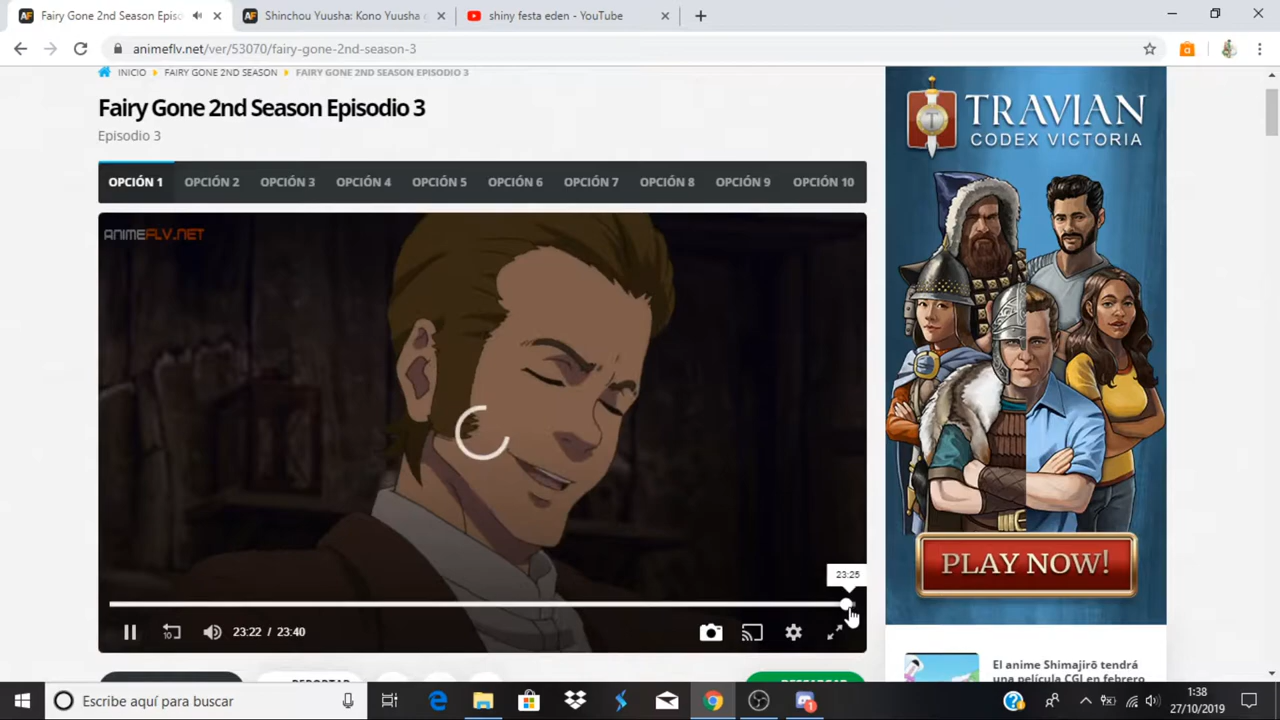 Fairy Gone 2nd Season Episo
Shinchou Yuusha: Kono Yuusha
shiny festa eden - YouTube
animeflv.net/ver/53070/fairy-gone-2nd-season-3
INICIO FAIRY GONE 2ND SEASON FAIRY GONE 2ND SEASON EPISODIO 3
Fairy Gone 2nd Season Episodio 3
Episodio 3
OPCIÓN 1 OPCIÓN 2 OPCIÓN 3 OPCIÓN 4 OPCIÓN 5 OPCIÓN 6 OPCIÓN 7 OPCIÓN 8 OPCIÓN 9 OPCIÓN 10
ANIMEFLV.NET
23:25
10
23:22 / 23:40
REPORTAR
DESCARGAR
T TRAVIAN
CODEX VICTORIA
PLAY NOW!
El anime Shimajirō tendrá
una película CGI en febrero
Escribe aquí para buscar
1:38
27/10/2019